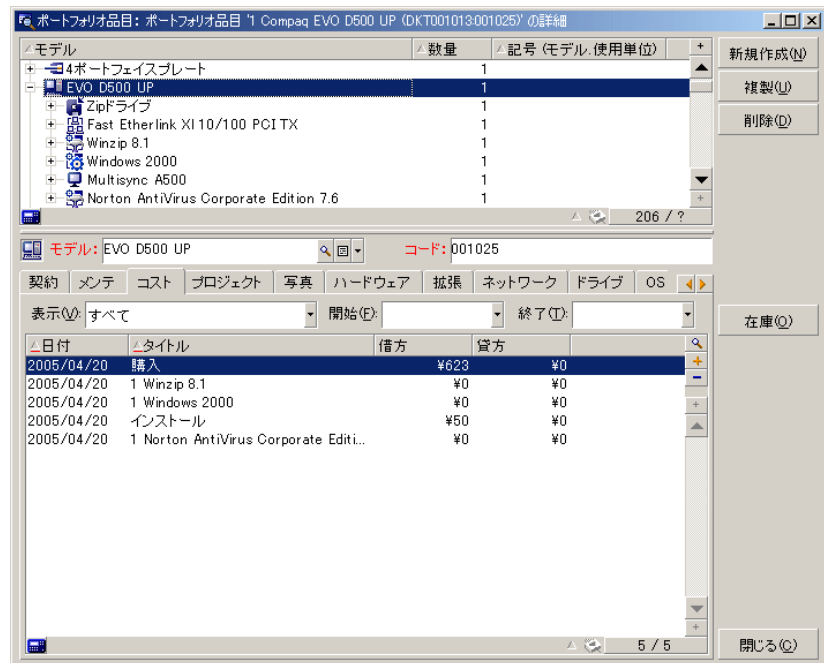 ポートフォリオ品目: ポートフォリオ品目 '1 Compaq EVO D500 UP (DKT001013:001025)' の詳細
モデル 数量 記号 (モデル.使用単位)
4ポートフェイスプレート 1
EVO D500 UP 1
Zipドライブ 1
Fast Etherlink XI 10/100 PCI TX 1
Winzip 8.1 1
Windows 2000 1
Multisync A500 1
Norton AntiVirus Corporate Edition 7.6 1
206 / ?
新規作成(N)
複製(U)
削除(D)
モデル: EVO D500 UP コード: 001025
契約 メンテ コスト プロジェクト 写真 ハードウェア 拡張 ネットワーク ドライブ OS
表示(V): すべて 開始(F): 終了(T):
在庫(O)
日付 タイトル 借方 貸方
2005/04/20 購入 ¥623 ¥0
2005/04/20 1 Winzip 8.1 ¥0 ¥0
2005/04/20 1 Windows 2000 ¥0 ¥0
2005/04/20 インストール ¥50 ¥0
2005/04/20 1 Norton AntiVirus Corporate Editi... ¥0 ¥0
5 / 5
閉じる(C)